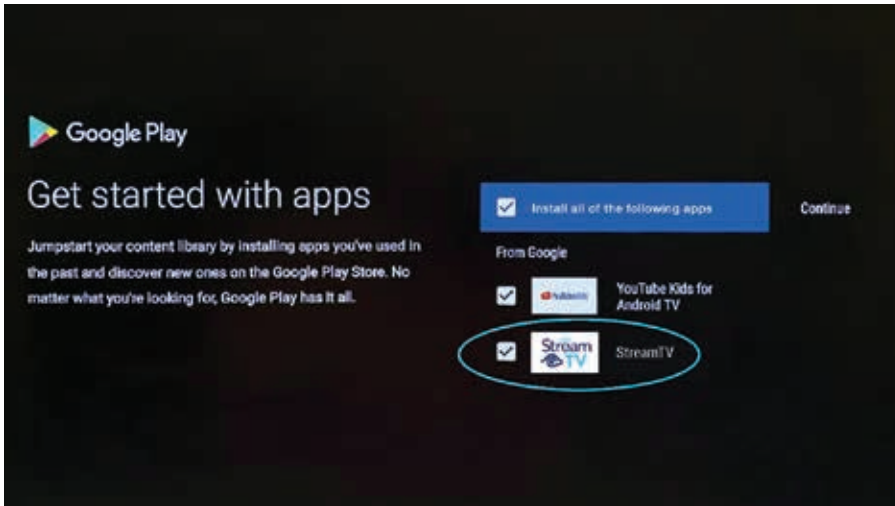 Google Play
Get started with apps
Jumpstart your content library by installing apps you've used in
the past and discover new ones on the Google Play Store. No
matter what you're looking for, Google Play has it all.
Install all of the following apps
Continue
From Google
YouTube Kids for
Android TV
Stream
TV
StreamTV